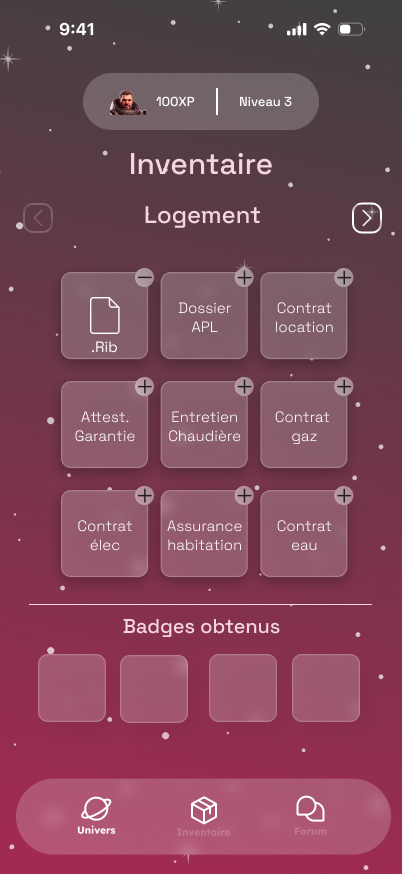 9:41
100XP
Niveau 3
Inventaire
Logement
.Rib
Dossier
APL
Contrat
location
Attest.
Garantie
Entretien
Chaudière
Contrat
gaz
Contrat
élec
Assurance
habitation
Contrat
eau
Badges obtenus
Univers
Inventaire
Forum